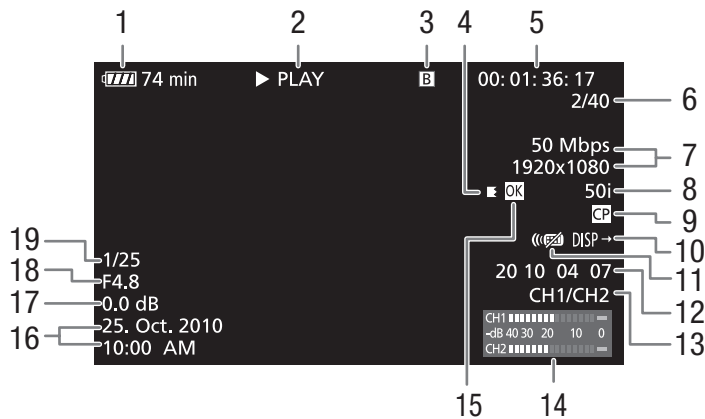 1 2 3 4 5
74 min ▶ PLAY B 00: 01: 36: 17
2/40 6
50 Mbps 7
1920x1080
OK 50i 8
CP 9
DISP→ 10
11
20 10 04 07 12
CH1/CH2 13
CH1
-dB 40 30 20 10 0
CH2
14
15
19 1/25
18 F4.8
17 0.0 dB
16 25. Oct. 2010
10:00 AM